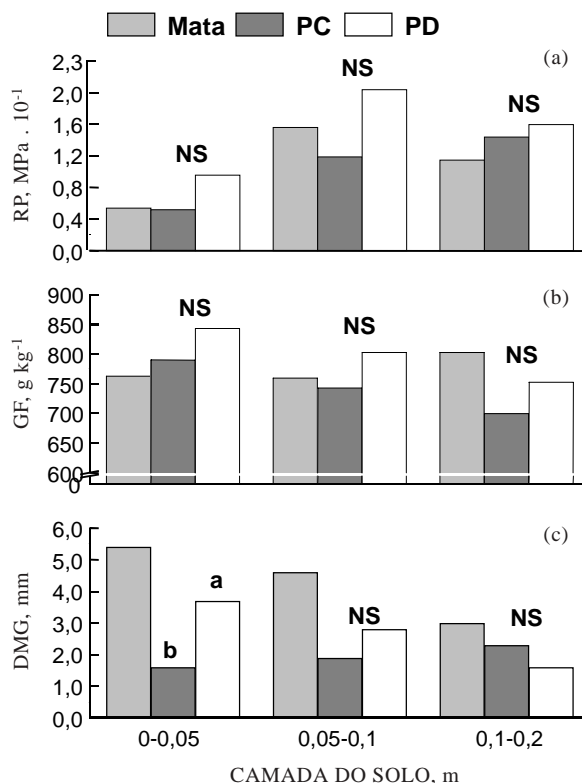 Mata PC PD
(a)
RP, MPa . 10⁻¹
2,3
2,0
1,6
1,2
0,8
0,4
0,0
NS
NS
NS
(b)
GF, g kg⁻¹
900
850
800
750
700
650
600
0
NS
NS
NS
(c)
DMG, mm
6,0
5,0
4,0
3,0
2,0
1,0
0,0
b
a
NS
NS
0-0,05 0,05-0,1 0,1-0,2
CAMADA DO SOLO, m